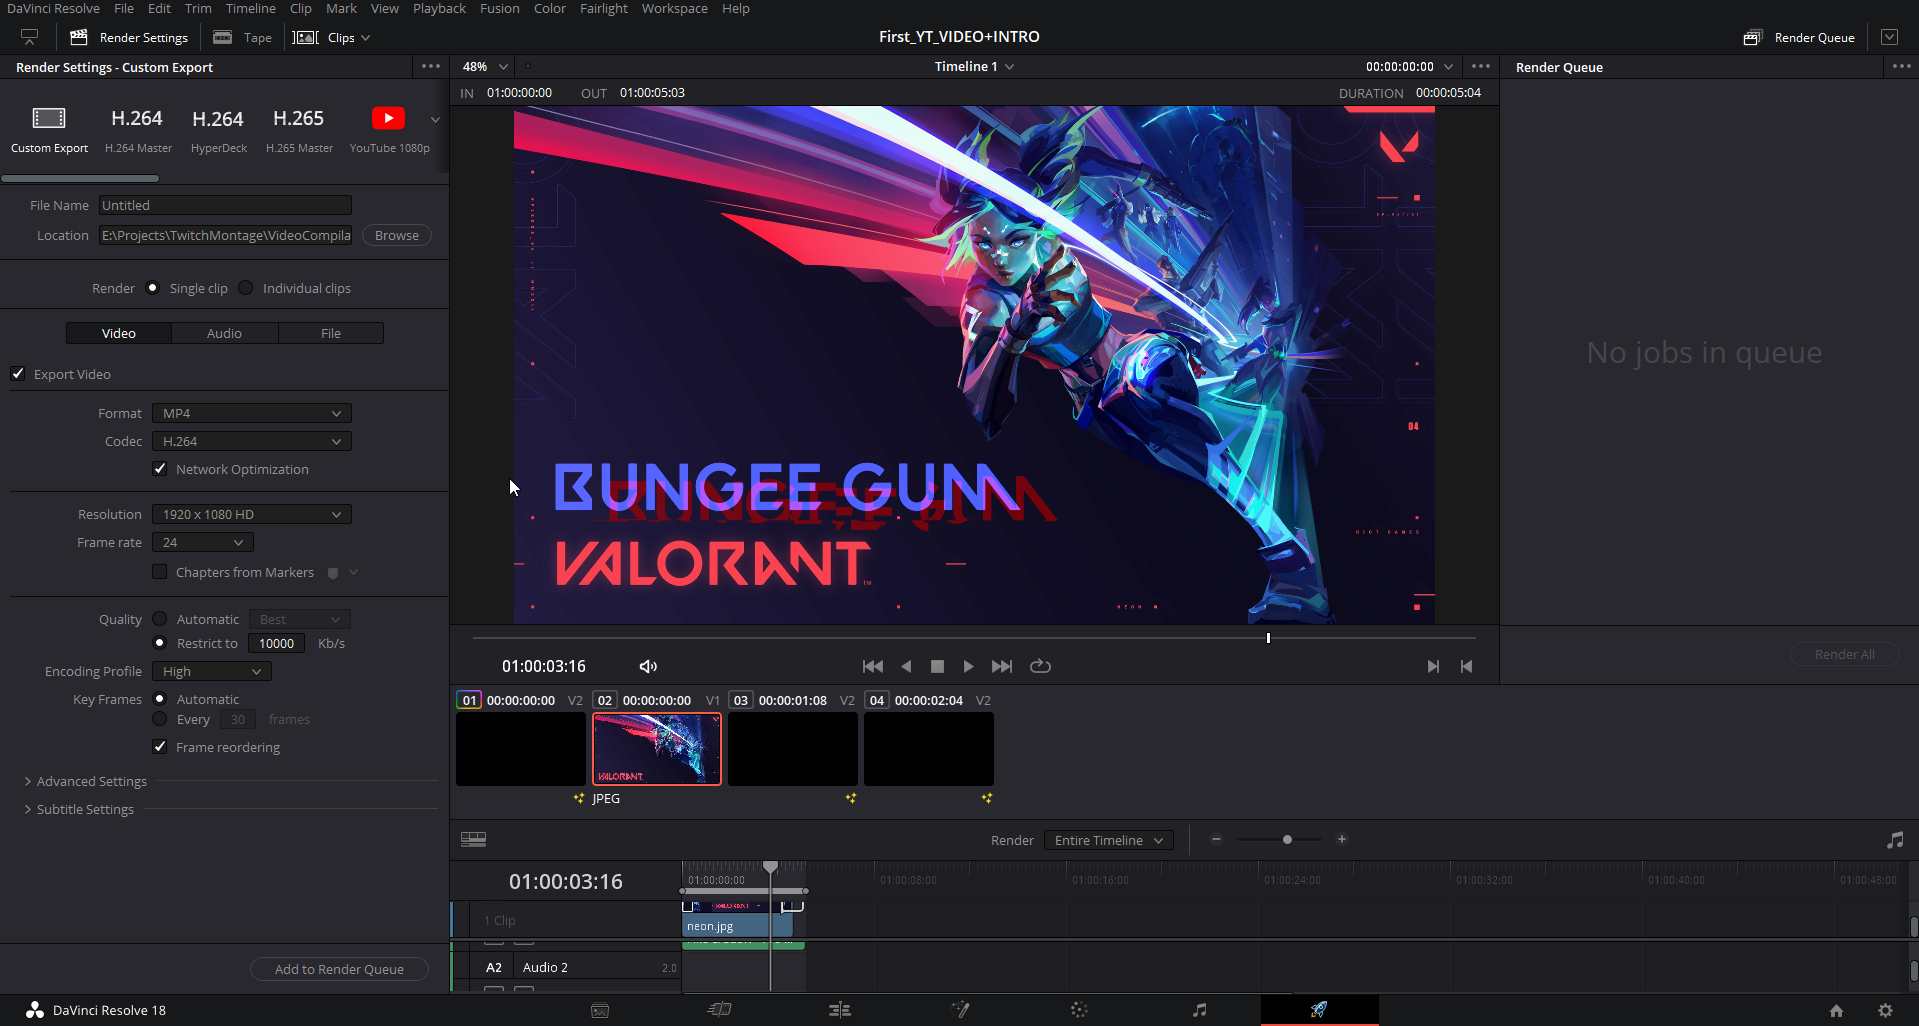 DaVinci Resolve File Edit Trim Timeline Clip Mark View Playback Fusion Color Fairlight Workspace Help
Render Settings Tape Clips First_YT_VIDEO+INTRO Render Queue
Render Settings - Custom Export 48% Timeline 1 00:00:00:00 Render Queue
IN 01:00:00:00 OUT 01:00:05:03 DURATION 00:00:05:04
H.264 H.264 H.265
Custom Export H.264 Master HyperDeck H.265 Master YouTube 1080p
File Name Untitled
Location E:\Projects\TwitchMontage\VideoCompila Browse
Render Single clip Individual clips
Video Audio File
Export Video
Format MP4
Codec H.264
Network Optimization
Resolution 1920 x 1080 HD
Frame rate 24
Chapters from Markers
Quality Automatic Best
Restrict to 10000 Kb/s
Encoding Profile High
Key Frames Automatic
Every 30 frames
Frame reordering
Advanced Settings
Subtitle Settings
Add to Render Queue
04
BUNGEE GUM
BUNGEE GUM
RIOT GAMES
VALORANT
TM
NEON
No jobs in queue
Render All
01:00:03:16
01 00:00:00:00 V2 02 00:00:00:00 V1 03 00:00:01:08 V2 04 00:00:02:04 V2
VALORANT
JPEG
Render Entire Timeline
01:00:03:16 01:00:00:00 01:00:08:00 01:00:16:00 01:00:24:00 01:00:32:00 01:00:40:00 01:00:48:00
VALORANT
1 Clip
neon.jpg
A2 Audio 2 2.0
DaVinci Resolve 18